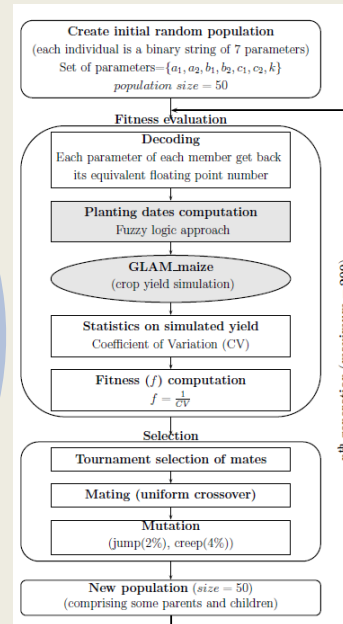 Create initial random population
(each individual is a binary string of 7 parameters)
Set of parameters={a₁, a₂, b₁, b₂, c₁, c₂, k}
population size = 50
Fitness evaluation
Decoding
Each parameter of each member get back
its equivalent floating point number
Planting dates computation
Fuzzy logic approach
GLAM_maize
(crop yield simulation)
Statistics on simulated yield
Coefficient of Variation (CV)
Fitness (f) computation
f = 1/CV
Selection
Tournament selection of mates
Mating (uniform crossover)
Mutation
(jump(2%), creep(4%))
New population (size = 50)
(comprising some parents and children)